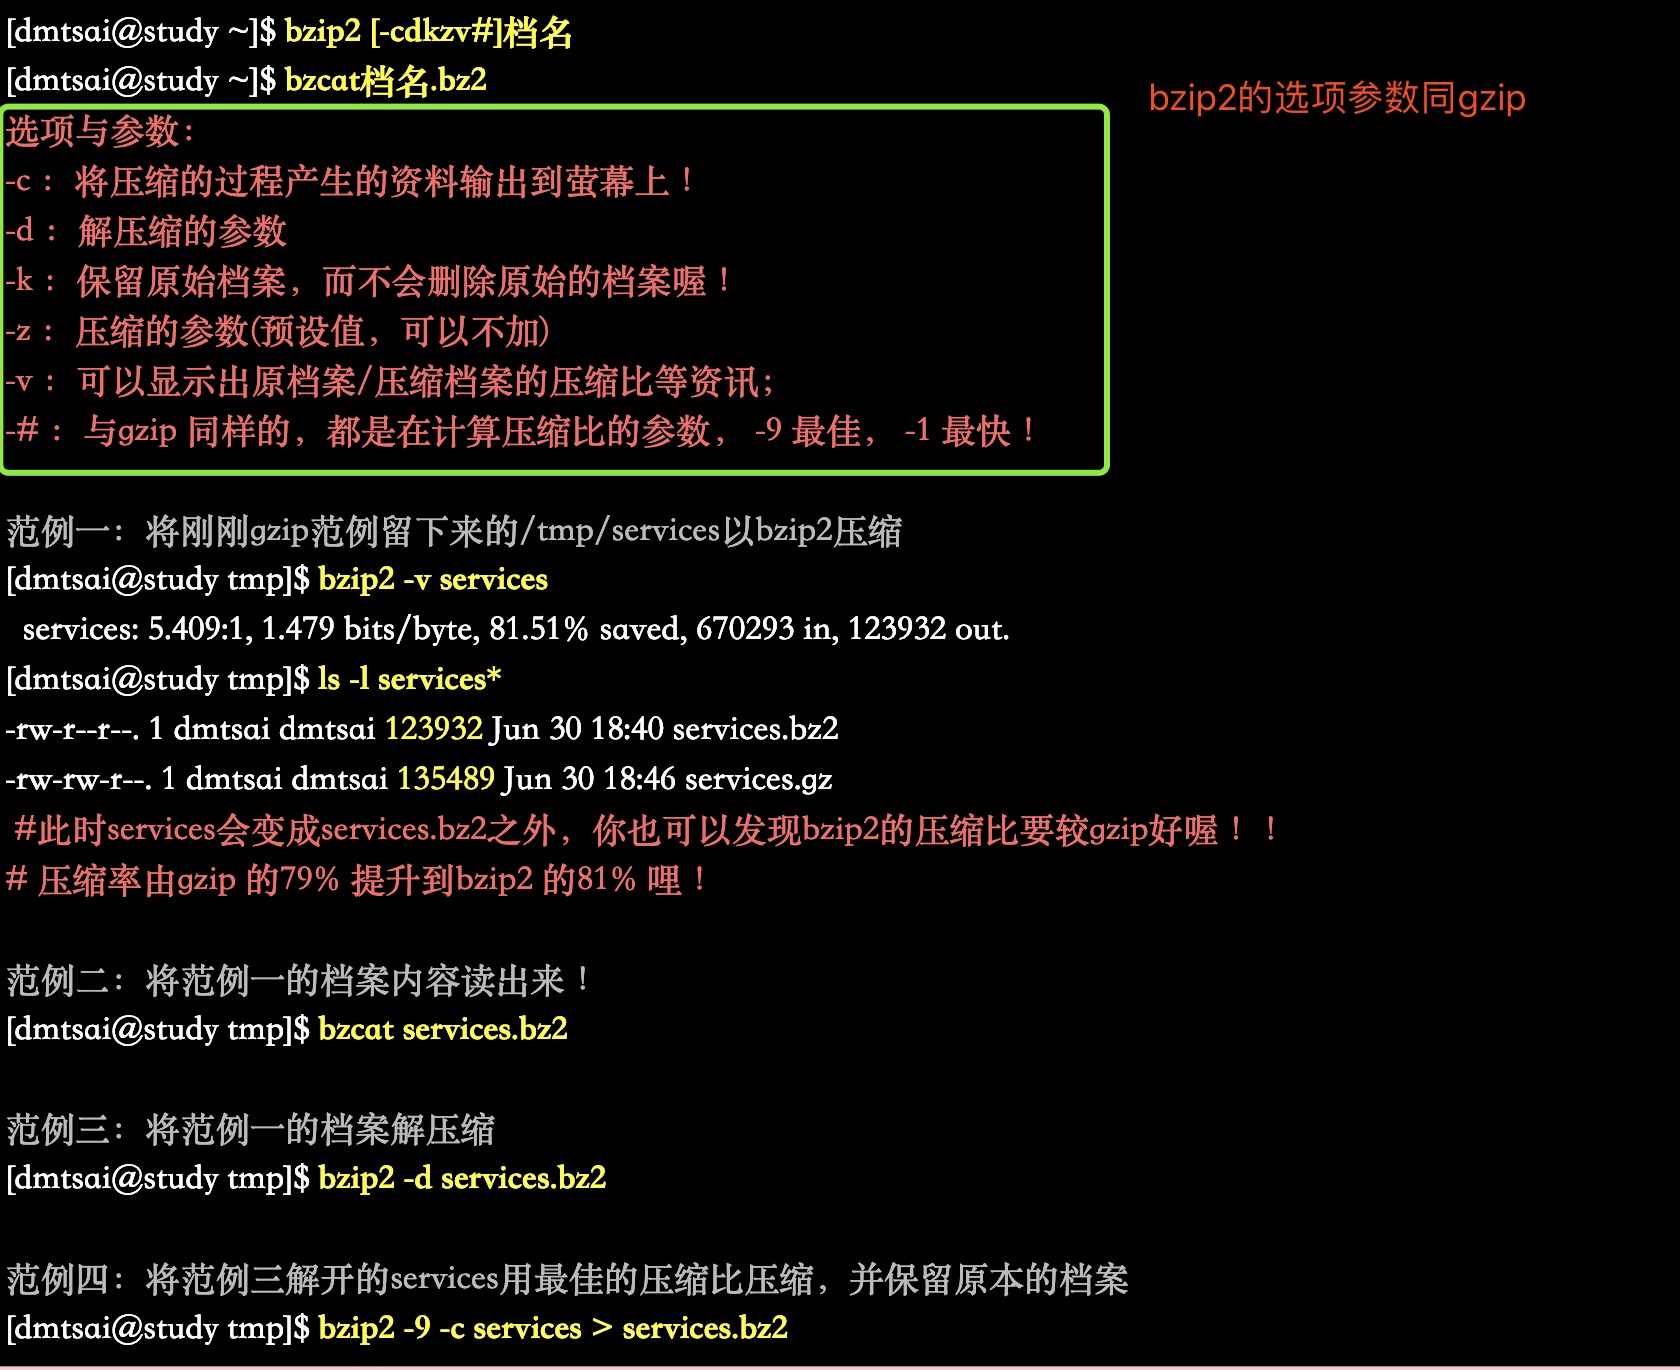 [dmtsai@study ~]$ bzip2 [-cdkzv#]档名
[dmtsai@study ~]$ bzcat档名.bz2
bzip2的选项参数同gzip
选项与参数：
-c ：将压缩的过程产生的资料输出到萤幕上！
-d ：解压缩的参数
-k ：保留原始档案，而不会删除原始的档案喔！
-z ：压缩的参数(预设值，可以不加)
-v ：可以显示出原档案/压缩档案的压缩比等资讯；
-# ：与gzip 同样的，都是在计算压缩比的参数， -9 最佳， -1 最快！
范例一：将刚刚gzip范例留下来的/tmp/services以bzip2压缩
[dmtsai@study tmp]$ bzip2 -v services
services: 5.409:1, 1.479 bits/byte, 81.51% saved, 670293 in, 123932 out.
[dmtsai@study tmp]$ ls -l services*
-rw-r--r--. 1 dmtsai dmtsai 123932 Jun 30 18:40 services.bz2
-rw-rw-r--. 1 dmtsai dmtsai 135489 Jun 30 18:46 services.gz
#此时services会变成services.bz2之外，你也可以发现bzip2的压缩比要较gzip好喔！！
# 压缩率由gzip 的79% 提升到bzip2 的81% 哩！
范例二：将范例一的档案内容读出来！
[dmtsai@study tmp]$ bzcat services.bz2
范例三：将范例一的档案解压缩
[dmtsai@study tmp]$ bzip2 -d services.bz2
范例四：将范例三解开的services用最佳的压缩比压缩，并保留原本的档案
[dmtsai@study tmp]$ bzip2 -9 -c services > services.bz2